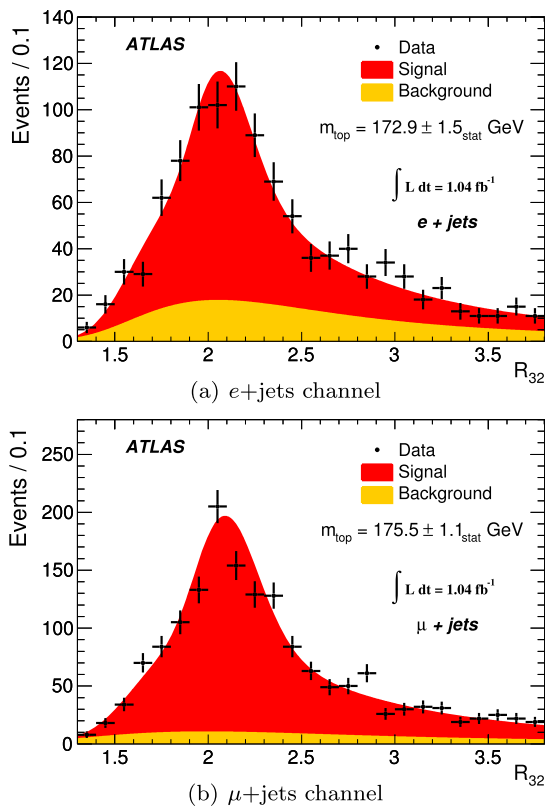 Events / 0.1
140
120
100
80
60
40
20
0
ATLAS
Data
Signal
Background
m_top = 172.9 ± 1.5_stat GeV
∫ L dt = 1.04 fb⁻¹
e + jets
1.5 2 2.5 3 3.5
R₃₂
(a) e+jets channel
Events / 0.1
250
200
150
100
50
0
ATLAS
Data
Signal
Background
m_top = 175.5 ± 1.1_stat GeV
∫ L dt = 1.04 fb⁻¹
μ + jets
1.5 2 2.5 3 3.5
R₃₂
(b) μ+jets channel